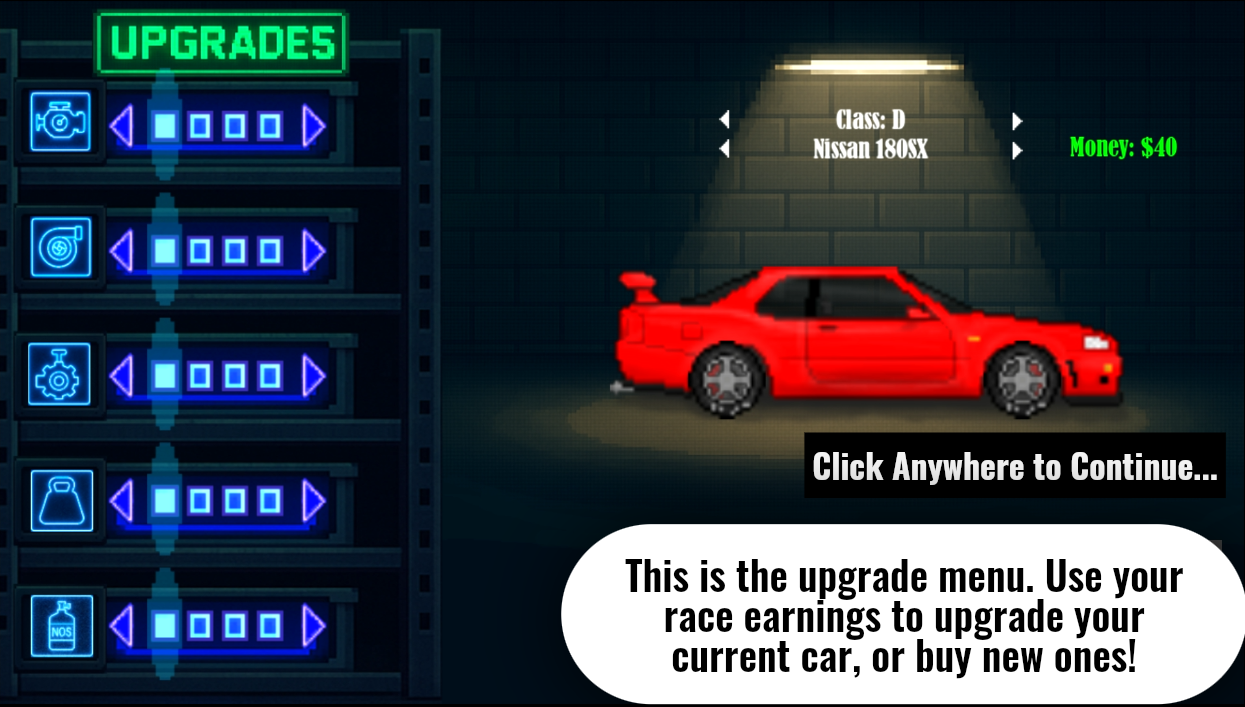 UPGRADES
Class: D
Nissan 180SX
Money: $40
NOS
Click Anywhere to Continue...
This is the upgrade menu. Use your
race earnings to upgrade your
current car, or buy new ones!